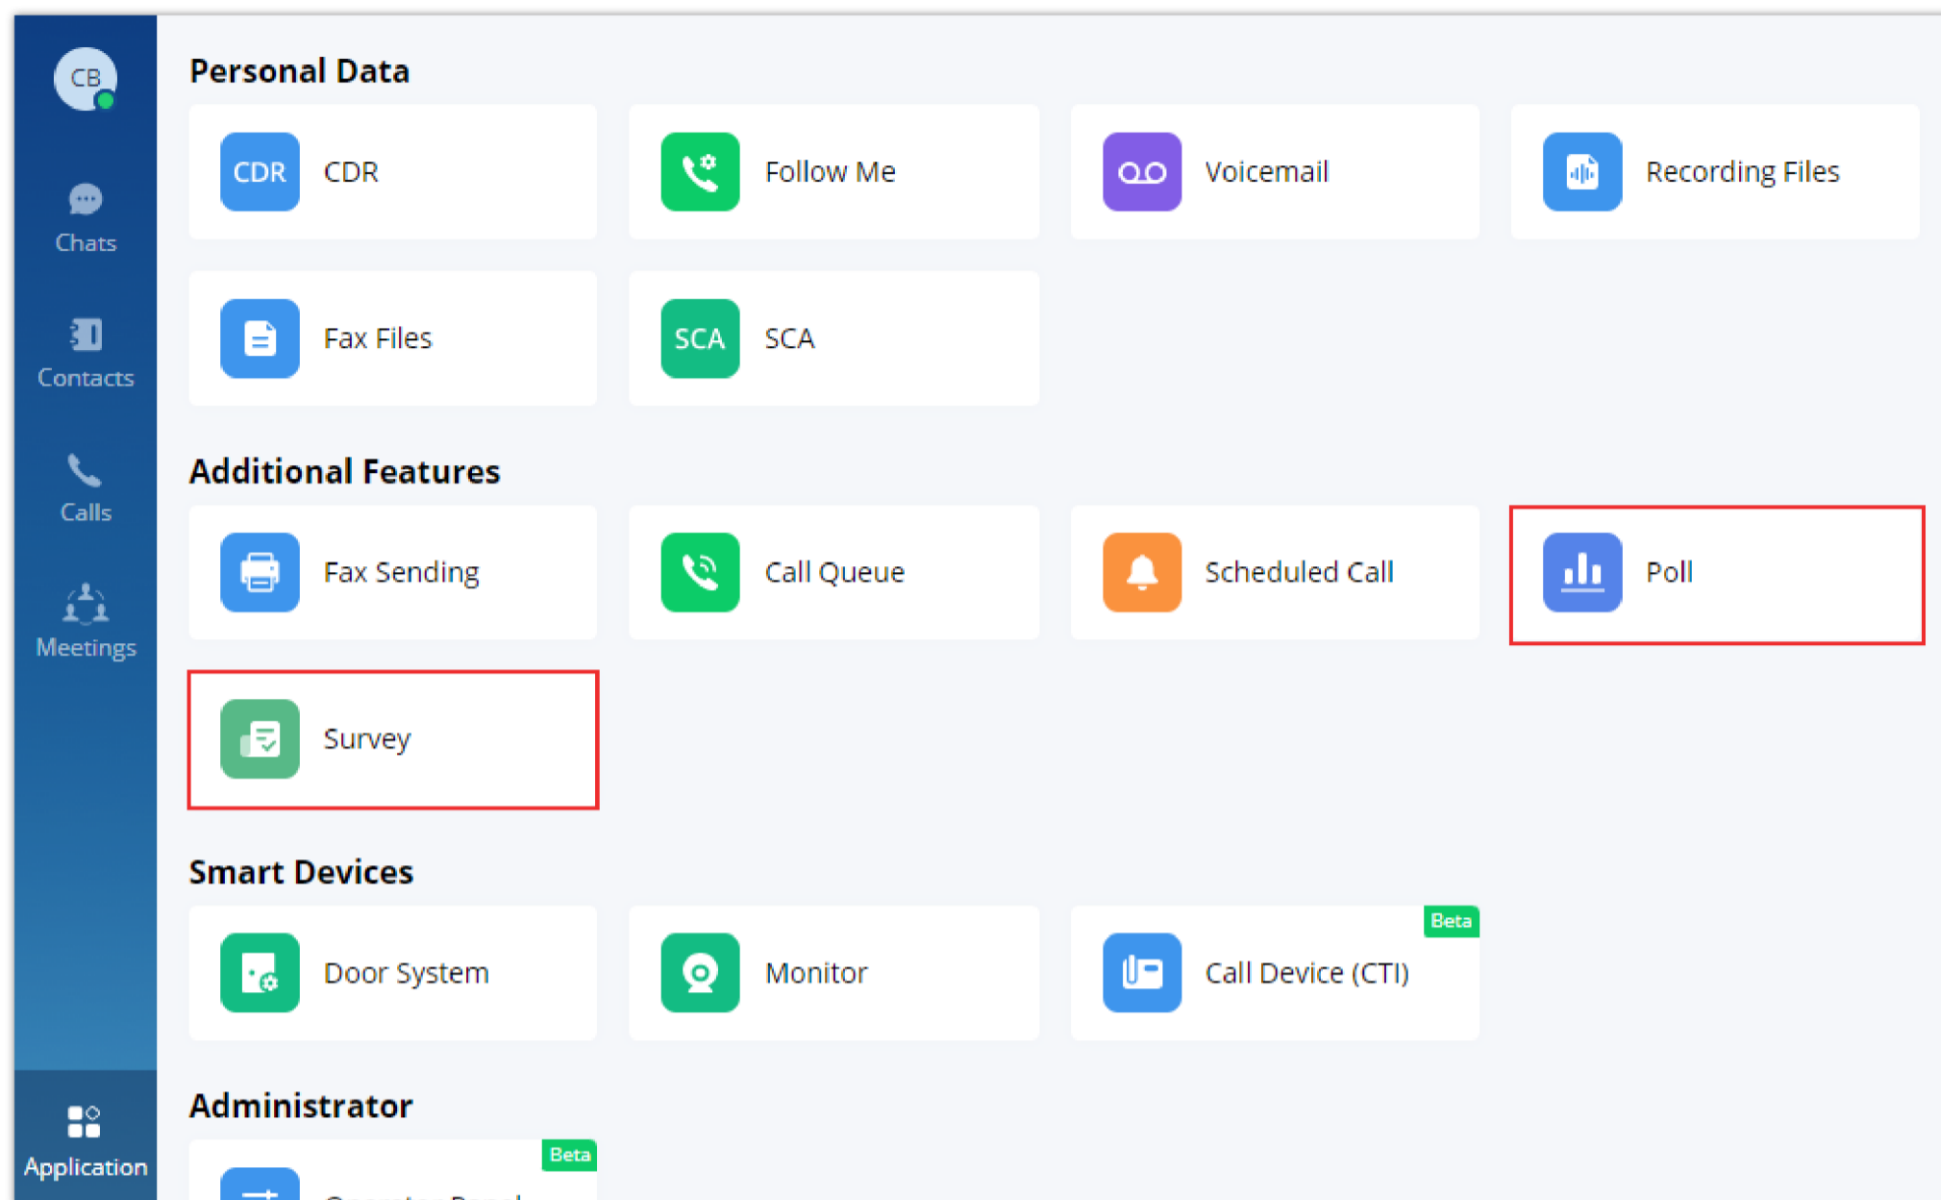 CB
Chats
Contacts
Calls
Meetings
Application
Personal Data
CDR CDR
Follow Me
Voicemail
Recording Files
Fax Files
SCA SCA
Additional Features
Fax Sending
Call Queue
Scheduled Call
Poll
Survey
Smart Devices
Door System
Monitor
Beta
Call Device (CTI)
Administrator
Beta
Operator Panel